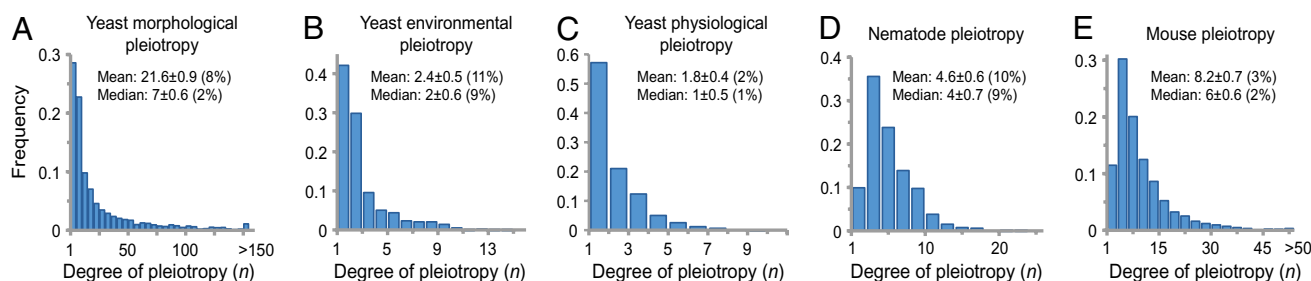 A
Yeast morphological
pleiotropy
Mean: 21.6±0.9 (8%)
Median: 7±0.6 (2%)
Frequency
0.3
0.2
0.1
0
1
50
100
>150
Degree of pleiotropy (n)
B
Yeast environmental
pleiotropy
Mean: 2.4±0.5 (11%)
Median: 2±0.6 (9%)
0.4
0.3
0.2
0.1
0
1
5
9
13
Degree of pleiotropy (n)
C
Yeast physiological
pleiotropy
Mean: 1.8±0.4 (2%)
Median: 1±0.5 (1%)
0.6
0.5
0.4
0.3
0.2
0.1
0
1
3
5
7
9
Degree of pleiotropy (n)
D
Nematode pleiotropy
Mean: 4.6±0.6 (10%)
Median: 4±0.7 (9%)
0.4
0.3
0.2
0.1
0
1
10
20
Degree of pleiotropy (n)
E
Mouse pleiotropy
Mean: 8.2±0.7 (3%)
Median: 6±0.6 (2%)
0.3
0.2
0.1
0
1
15
30
45
>50
Degree of pleiotropy (n)